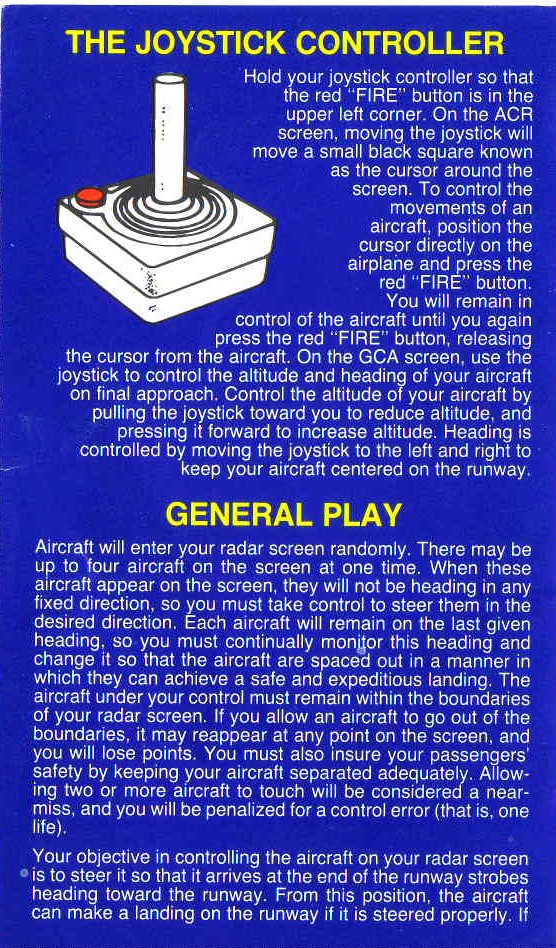 THE JOYSTICK CONTROLLER
Hold your joystick controller so that
the red "FIRE" button is in the
upper left corner. On the ACR
screen, moving the joystick will
move a small black square known
as the cursor around the
screen. To control the
movements of an
aircraft, position the
cursor directly on the
airplane and press the
red "FIRE" button.
You will remain in
control of the aircraft until you again
press the red "FIRE" button, releasing
the cursor from the aircraft. On the GCA screen, use the
joystick to control the altitude and heading of your aircraft
on final approach. Control the altitude of your aircraft by
pulling the joystick toward you to reduce altitude, and
pressing it forward to increase altitude. Heading is
controlled by moving the joystick to the left and right to
keep your aircraft centered on the runway.
GENERAL PLAY
Aircraft will enter your radar screen randomly. There may be
up to four aircraft on the screen at one time. When these
aircraft appear on the screen, they will not be heading in any
fixed direction, so you must take control to steer them in the
desired direction. Each aircraft will remain on the last given
heading, so you must continually monitor this heading and
change it so that the aircraft are spaced out in a manner in
which they can achieve a safe and expeditious landing. The
aircraft under your control must remain within the boundaries
of your radar screen. If you allow an aircraft to go out of the
boundaries, it may reappear at any point on the screen, and
you will lose points. You must also insure your passengers'
safety by keeping your aircraft separated adequately. Allow-
ing two or more aircraft to touch will be considered a near-
miss, and you will be penalized for a control error (that is, one
life).
Your objective in controlling the aircraft on your radar screen
is to steer it so that it arrives at the end of the runway strobes
heading toward the runway. From this position, the aircraft
can make a landing on the runway if it is steered properly. If